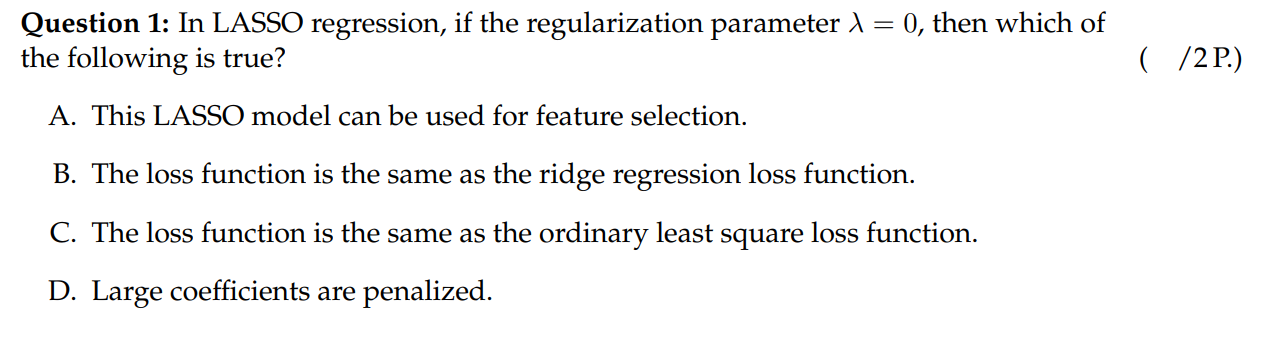 Question 1: In LASSO regression, if the regularization parameter λ = 0, then which of
the following is true? ( /2 P.)
A. This LASSO model can be used for feature selection.
B. The loss function is the same as the ridge regression loss function.
C. The loss function is the same as the ordinary least square loss function.
D. Large coefficients are penalized.